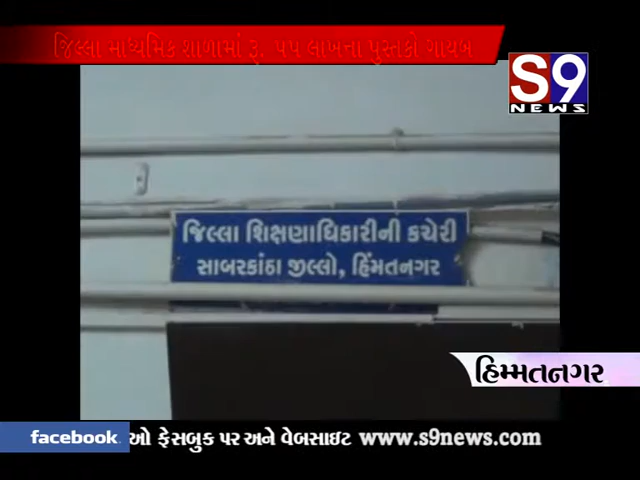 જિલ્લા માધ્યમિક શાળામાં રૂ. ૫૫ લાખના પુસ્તકો ગાયબ
S9
NEWS
જિલ્લા શિક્ષણાધિકારીની કચેરી
સાબરકાંઠા જીલ્લો, હિંમતનગર
હિમ્મતનગર
facebook ઓ ફેસબુક પર અને વેબસાઇટ www.s9news.com